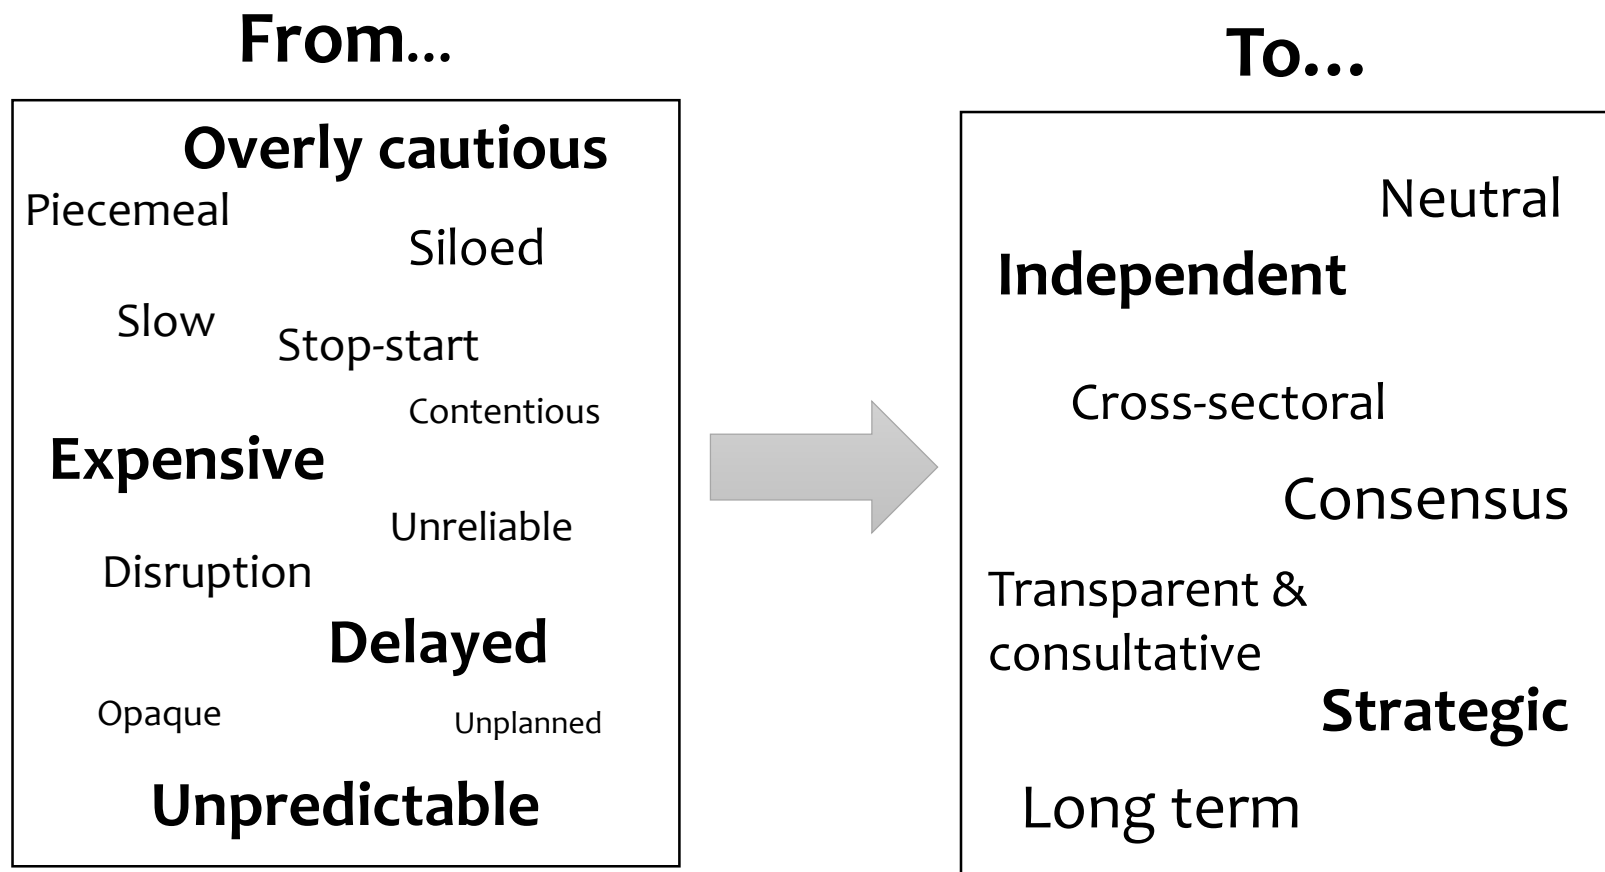 From...
Overly cautious
Piecemeal
Siloed
Slow
Stop-start
Contentious
Expensive
Unreliable
Disruption
Delayed
Opaque
Unplanned
Unpredictable
To...
Neutral
Independent
Cross-sectoral
Consensus
Transparent &
consultative
Strategic
Long term